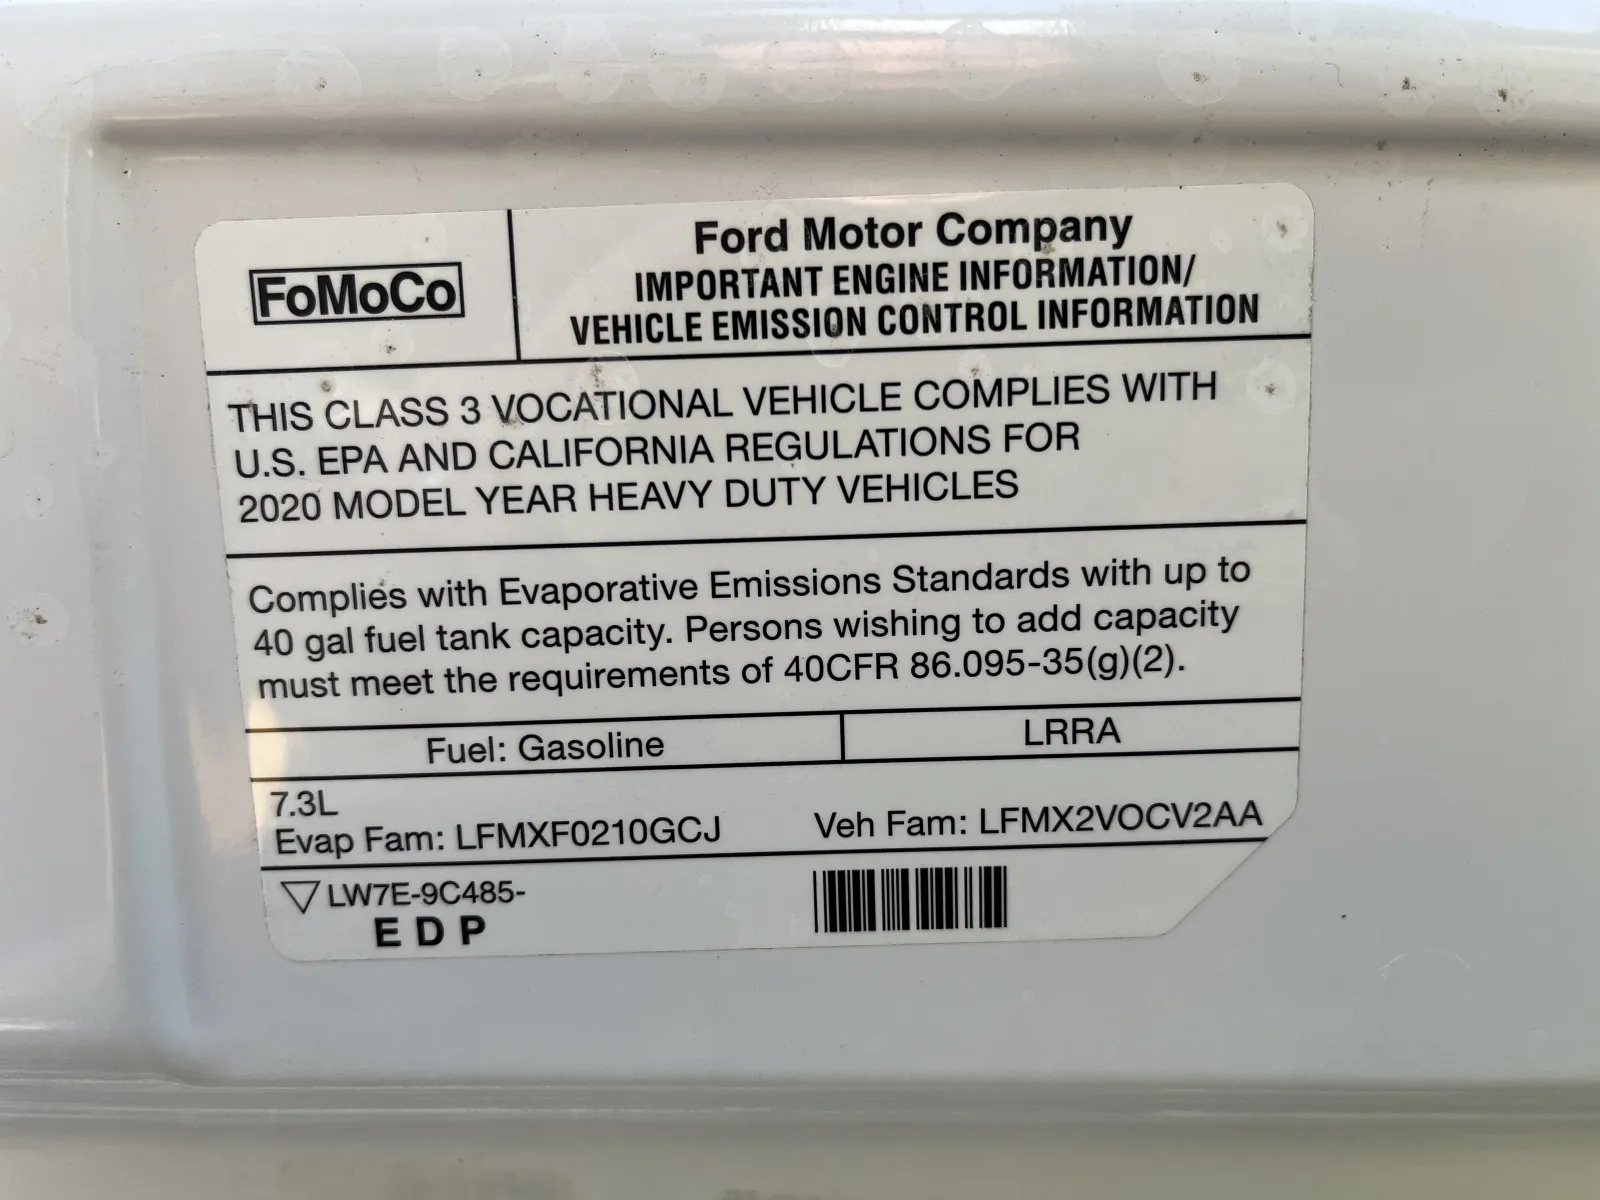 FoMoCo
Ford Motor Company
IMPORTANT ENGINE INFORMATION/
VEHICLE EMISSION CONTROL INFORMATION
THIS CLASS 3 VOCATIONAL VEHICLE COMPLIES WITH
U.S. EPA AND CALIFORNIA REGULATIONS FOR
2020 MODEL YEAR HEAVY DUTY VEHICLES
Complies with Evaporative Emissions Standards with up to
40 gal fuel tank capacity. Persons wishing to add capacity
must meet the requirements of 40CFR 86.095-35(g)(2).
Fuel: Gasoline
LRRA
7.3L
Evap Fam: LFMXF0210GCJ
Veh Fam: LFMX2VOCV2AA
▽ LW7E-9C485-
E D P